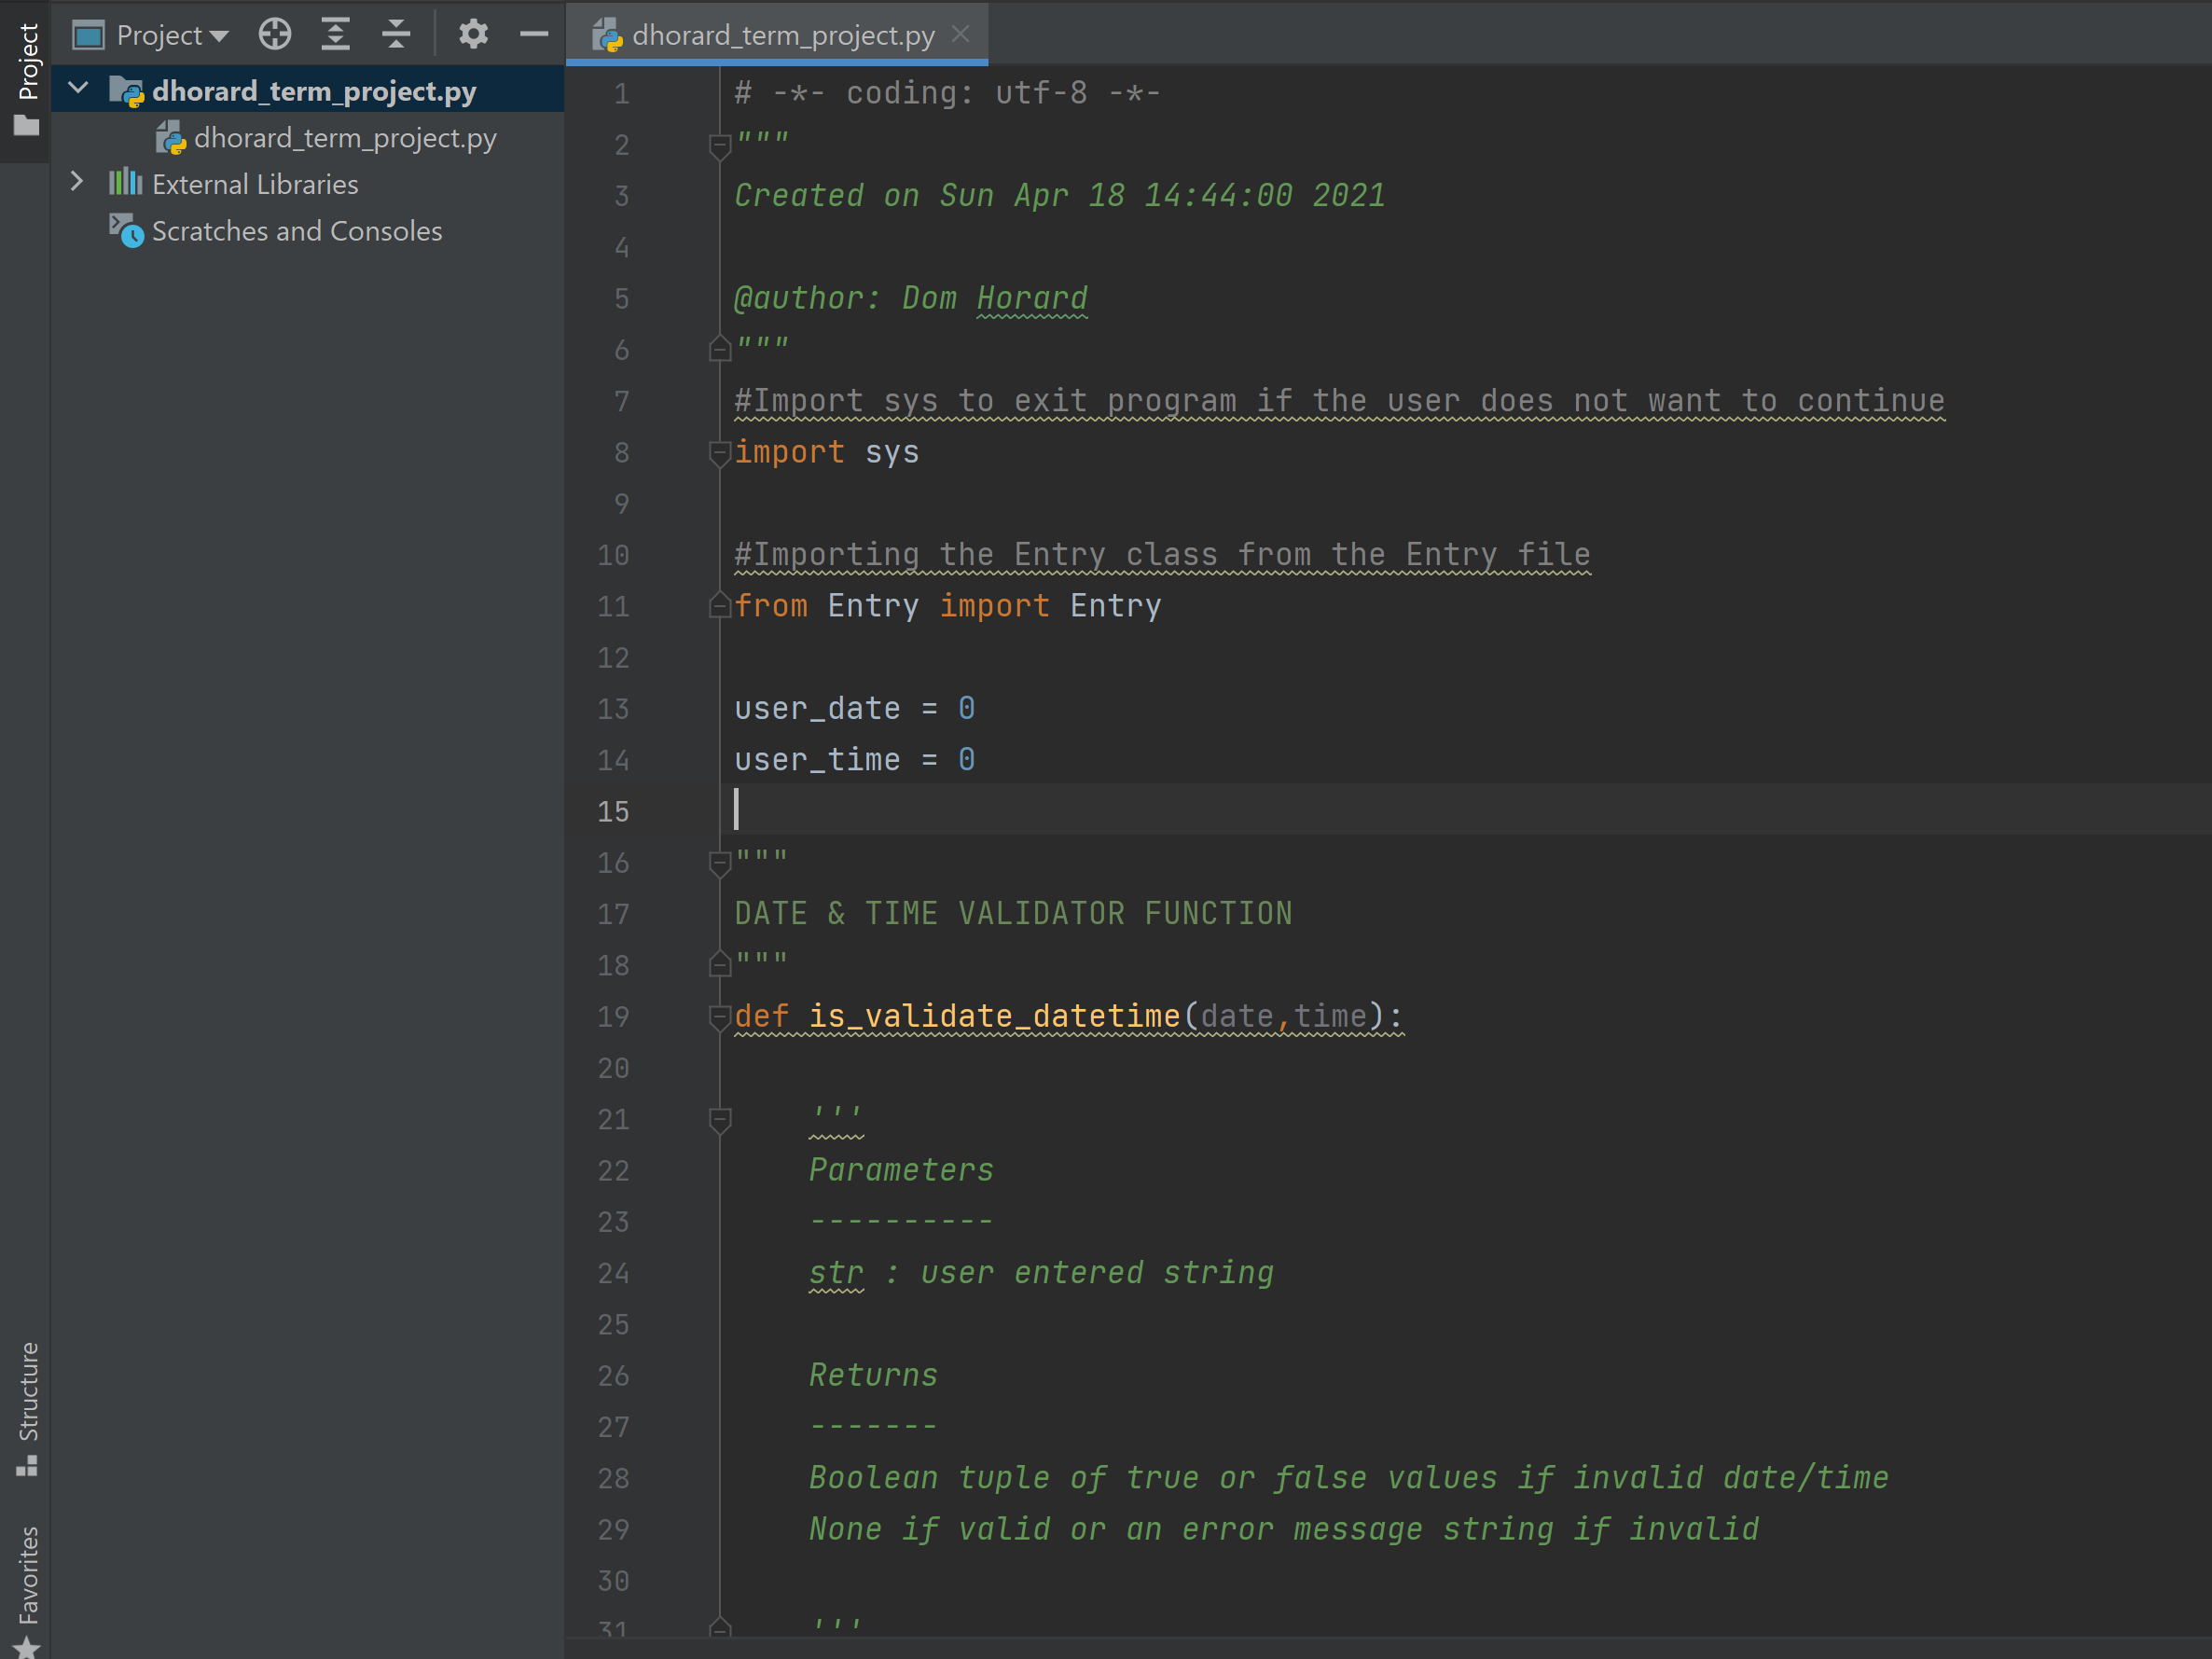 Project
Project
dhorard_term_project.py
dhorard_term_project.py
dhorard_term_project.py
External Libraries
Scratches and Consoles
Structure
Favorites
1 # -*- coding: utf-8 -*-
2 """
3 Created on Sun Apr 18 14:44:00 2021
4
5 @author: Dom Horard
6 """
7 #Import sys to exit program if the user does not want to continue
8 import sys
9
10 #Importing the Entry class from the Entry file
11 from Entry import Entry
12
13 user_date = 0
14 user_time = 0
15
16 """
17 DATE & TIME VALIDATOR FUNCTION
18 """
19 def is_validate_datetime(date,time):
20
21 '''
22 Parameters
23 ----------
24 str : user entered string
25
26 Returns
27 -------
28 Boolean tuple of true or false values if invalid date/time
29 None if valid or an error message string if invalid
30
31 '''